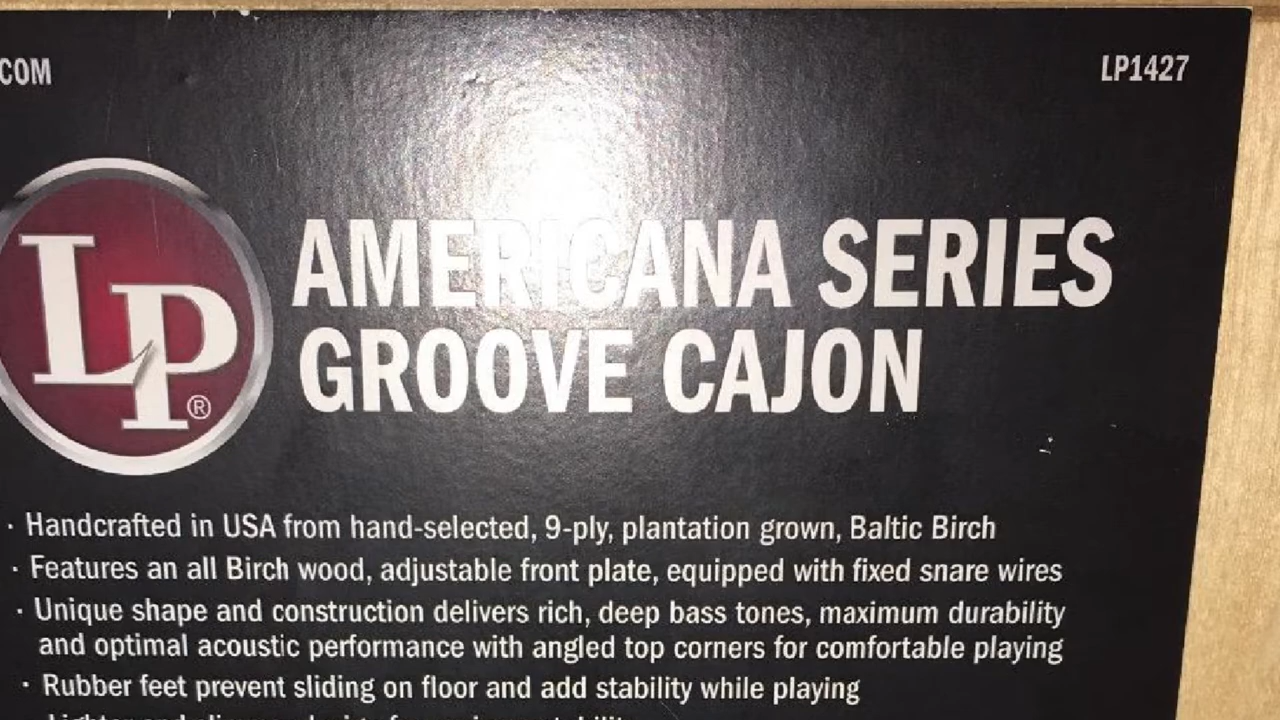 COM
LP1427
LP®
AMERICANA SERIES
GROOVE CAJON
· Handcrafted in USA from hand-selected, 9-ply, plantation grown, Baltic Birch
· Features an all Birch wood, adjustable front plate, equipped with fixed snare wires
· Unique shape and construction delivers rich, deep bass tones, maximum durability
and optimal acoustic performance with angled top corners for comfortable playing
· Rubber feet prevent sliding on floor and add stability while playing